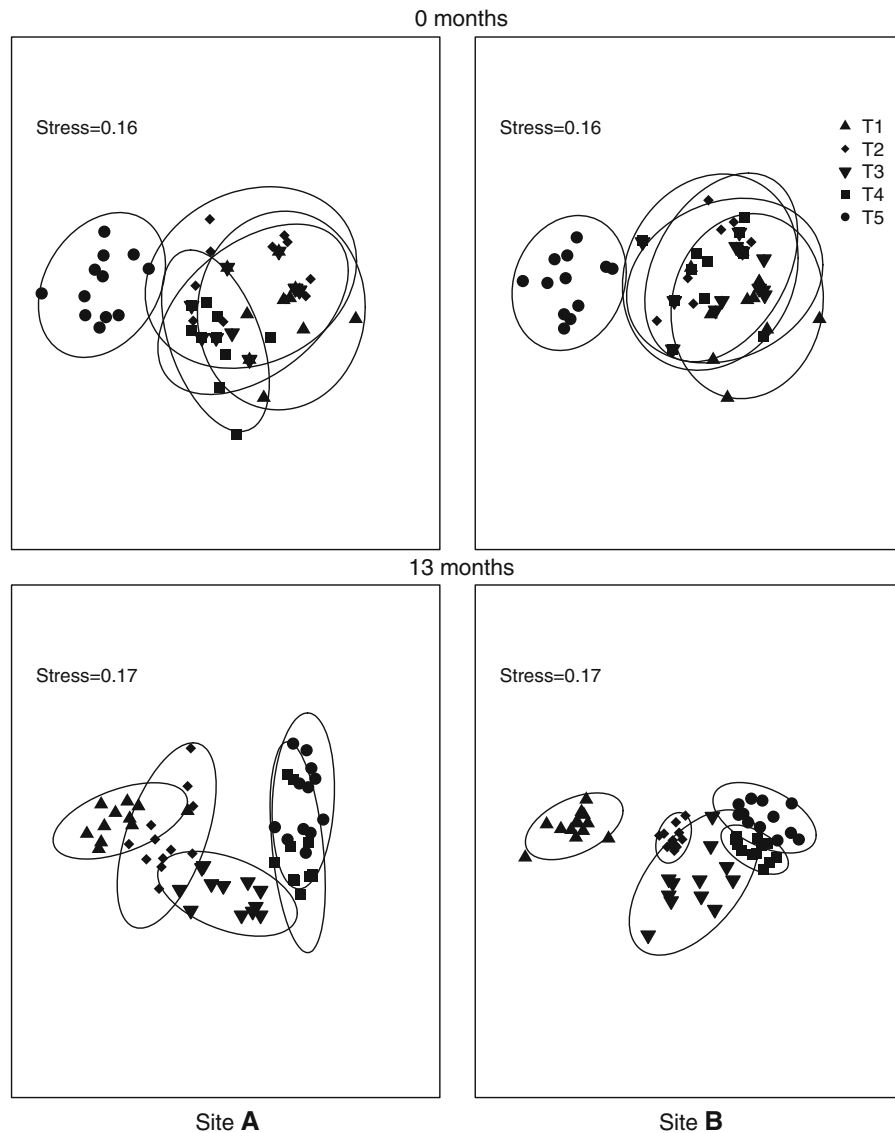 0 months
Stress=0.16
Stress=0.16
T1
T2
T3
T4
T5
13 months
Stress=0.17
Stress=0.17
Site A
Site B